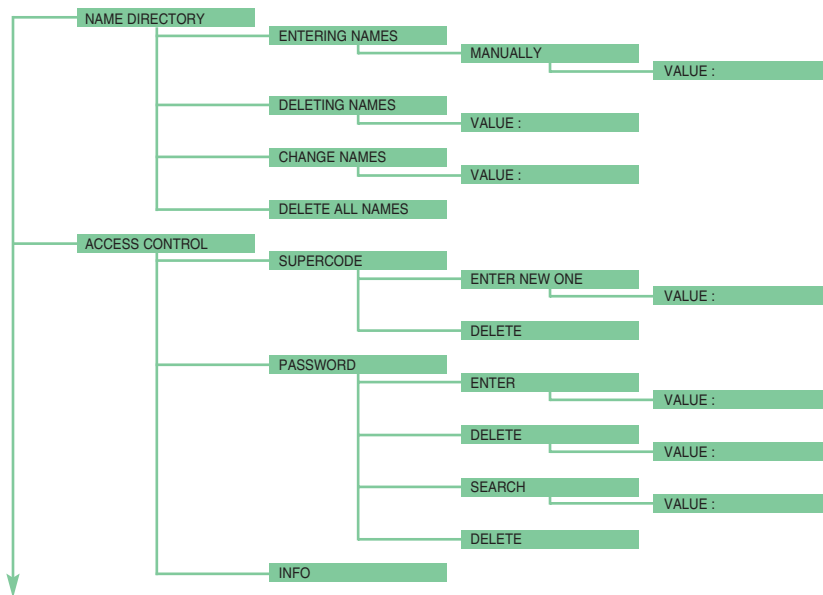 NAME DIRECTORY
ENTERING NAMES
MANUALLY
VALUE :
DELETING NAMES
VALUE :
CHANGE NAMES
VALUE :
DELETE ALL NAMES
ACCESS CONTROL
SUPERCODE
ENTER NEW ONE
VALUE :
DELETE
PASSWORD
ENTER
VALUE :
DELETE
VALUE :
SEARCH
VALUE :
DELETE
INFO